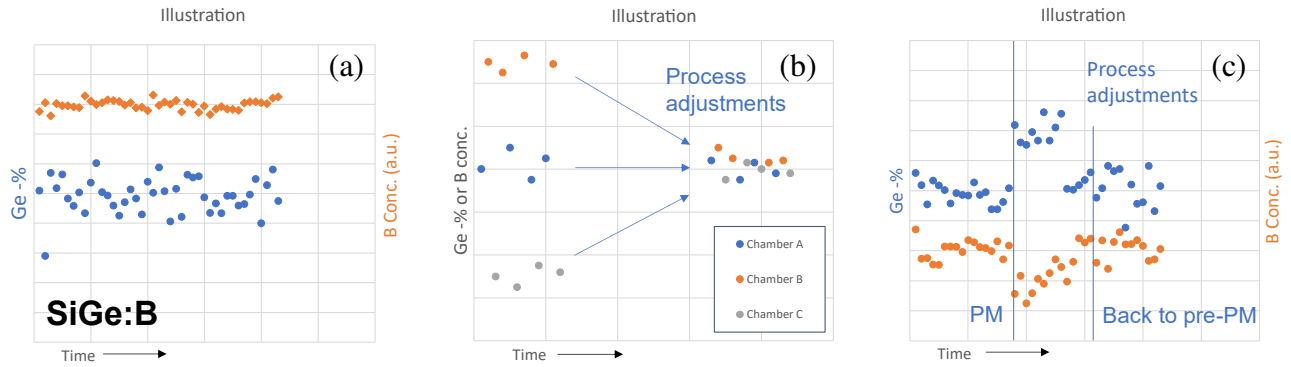 Illustration
(a)
Ge -%
B Conc. (a.u.)
SiGe:B
Time
Illustration
(b)
Process
adjustments
Ge -% or B conc.
Chamber A
Chamber B
Chamber C
Time
Illustration
(c)
Process
adjustments
Ge -%
B Conc. (a.u.)
PM
Back to pre-PM
Time